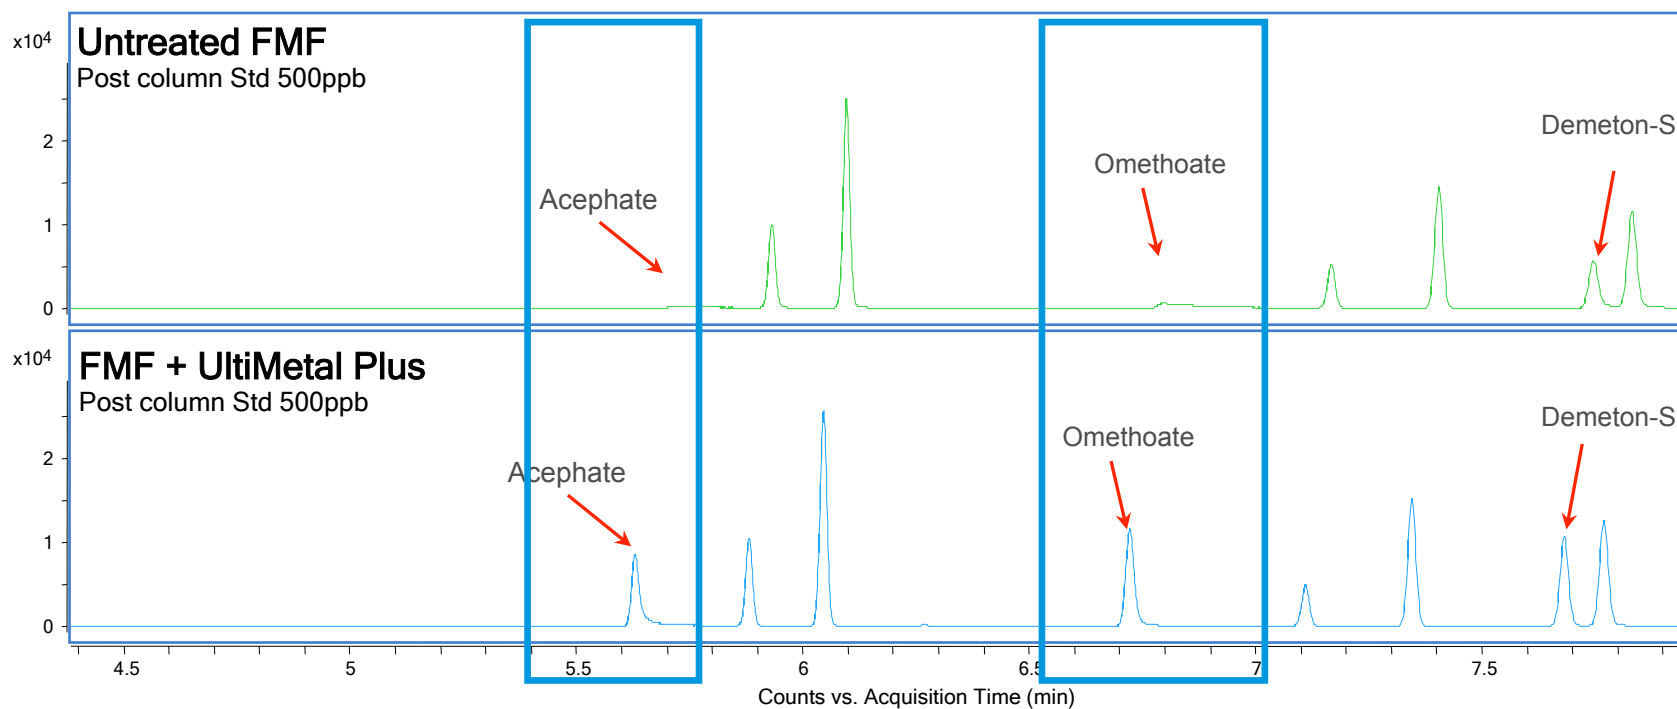 x10⁴
Untreated FMF
Post column Std 500ppb
Demeton-S
2
Omethoate
Acephate
1
0
x10⁴
FMF + UltiMetal Plus
Post column Std 500ppb
Demeton-S
Omethoate
2
Acephate
1
0
4.5 5 5.5 6 6.5 7 7.5
Counts vs. Acquisition Time (min)